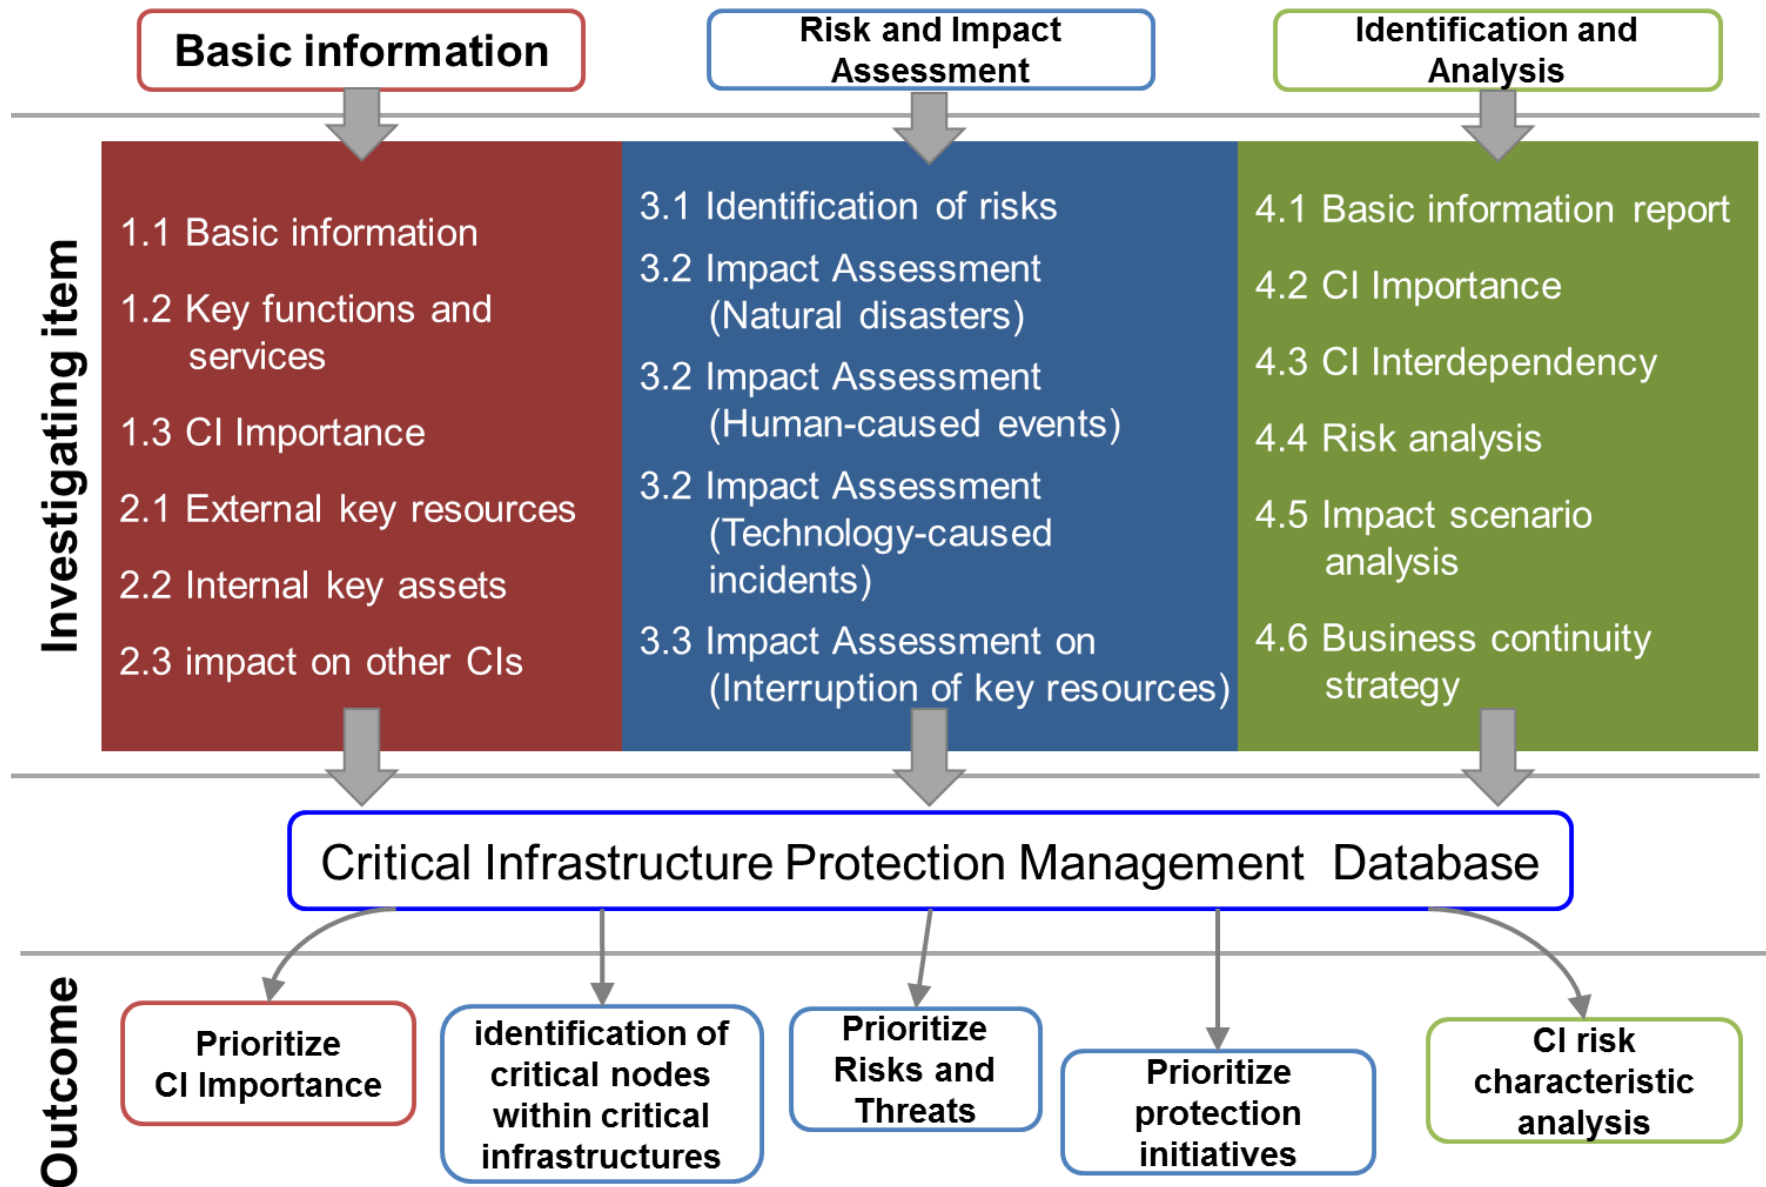 Basic information
Risk and Impact
Assessment
Identification and
Analysis
Investigating item
1.1 Basic information
1.2 Key functions and
services
1.3 CI Importance
2.1 External key resources
2.2 Internal key assets
2.3 impact on other CIs
3.1 Identification of risks
3.2 Impact Assessment
(Natural disasters)
3.2 Impact Assessment
(Human-caused events)
3.2 Impact Assessment
(Technology-caused
incidents)
3.3 Impact Assessment on
(Interruption of key resources)
4.1 Basic information report
4.2 CI Importance
4.3 CI Interdependency
4.4 Risk analysis
4.5 Impact scenario
analysis
4.6 Business continuity
strategy
Critical Infrastructure Protection Management Database
Outcome
Prioritize
CI Importance
identification of
critical nodes
within critical
infrastructures
Prioritize
Risks and
Threats
Prioritize
protection
initiatives
CI risk
characteristic
analysis